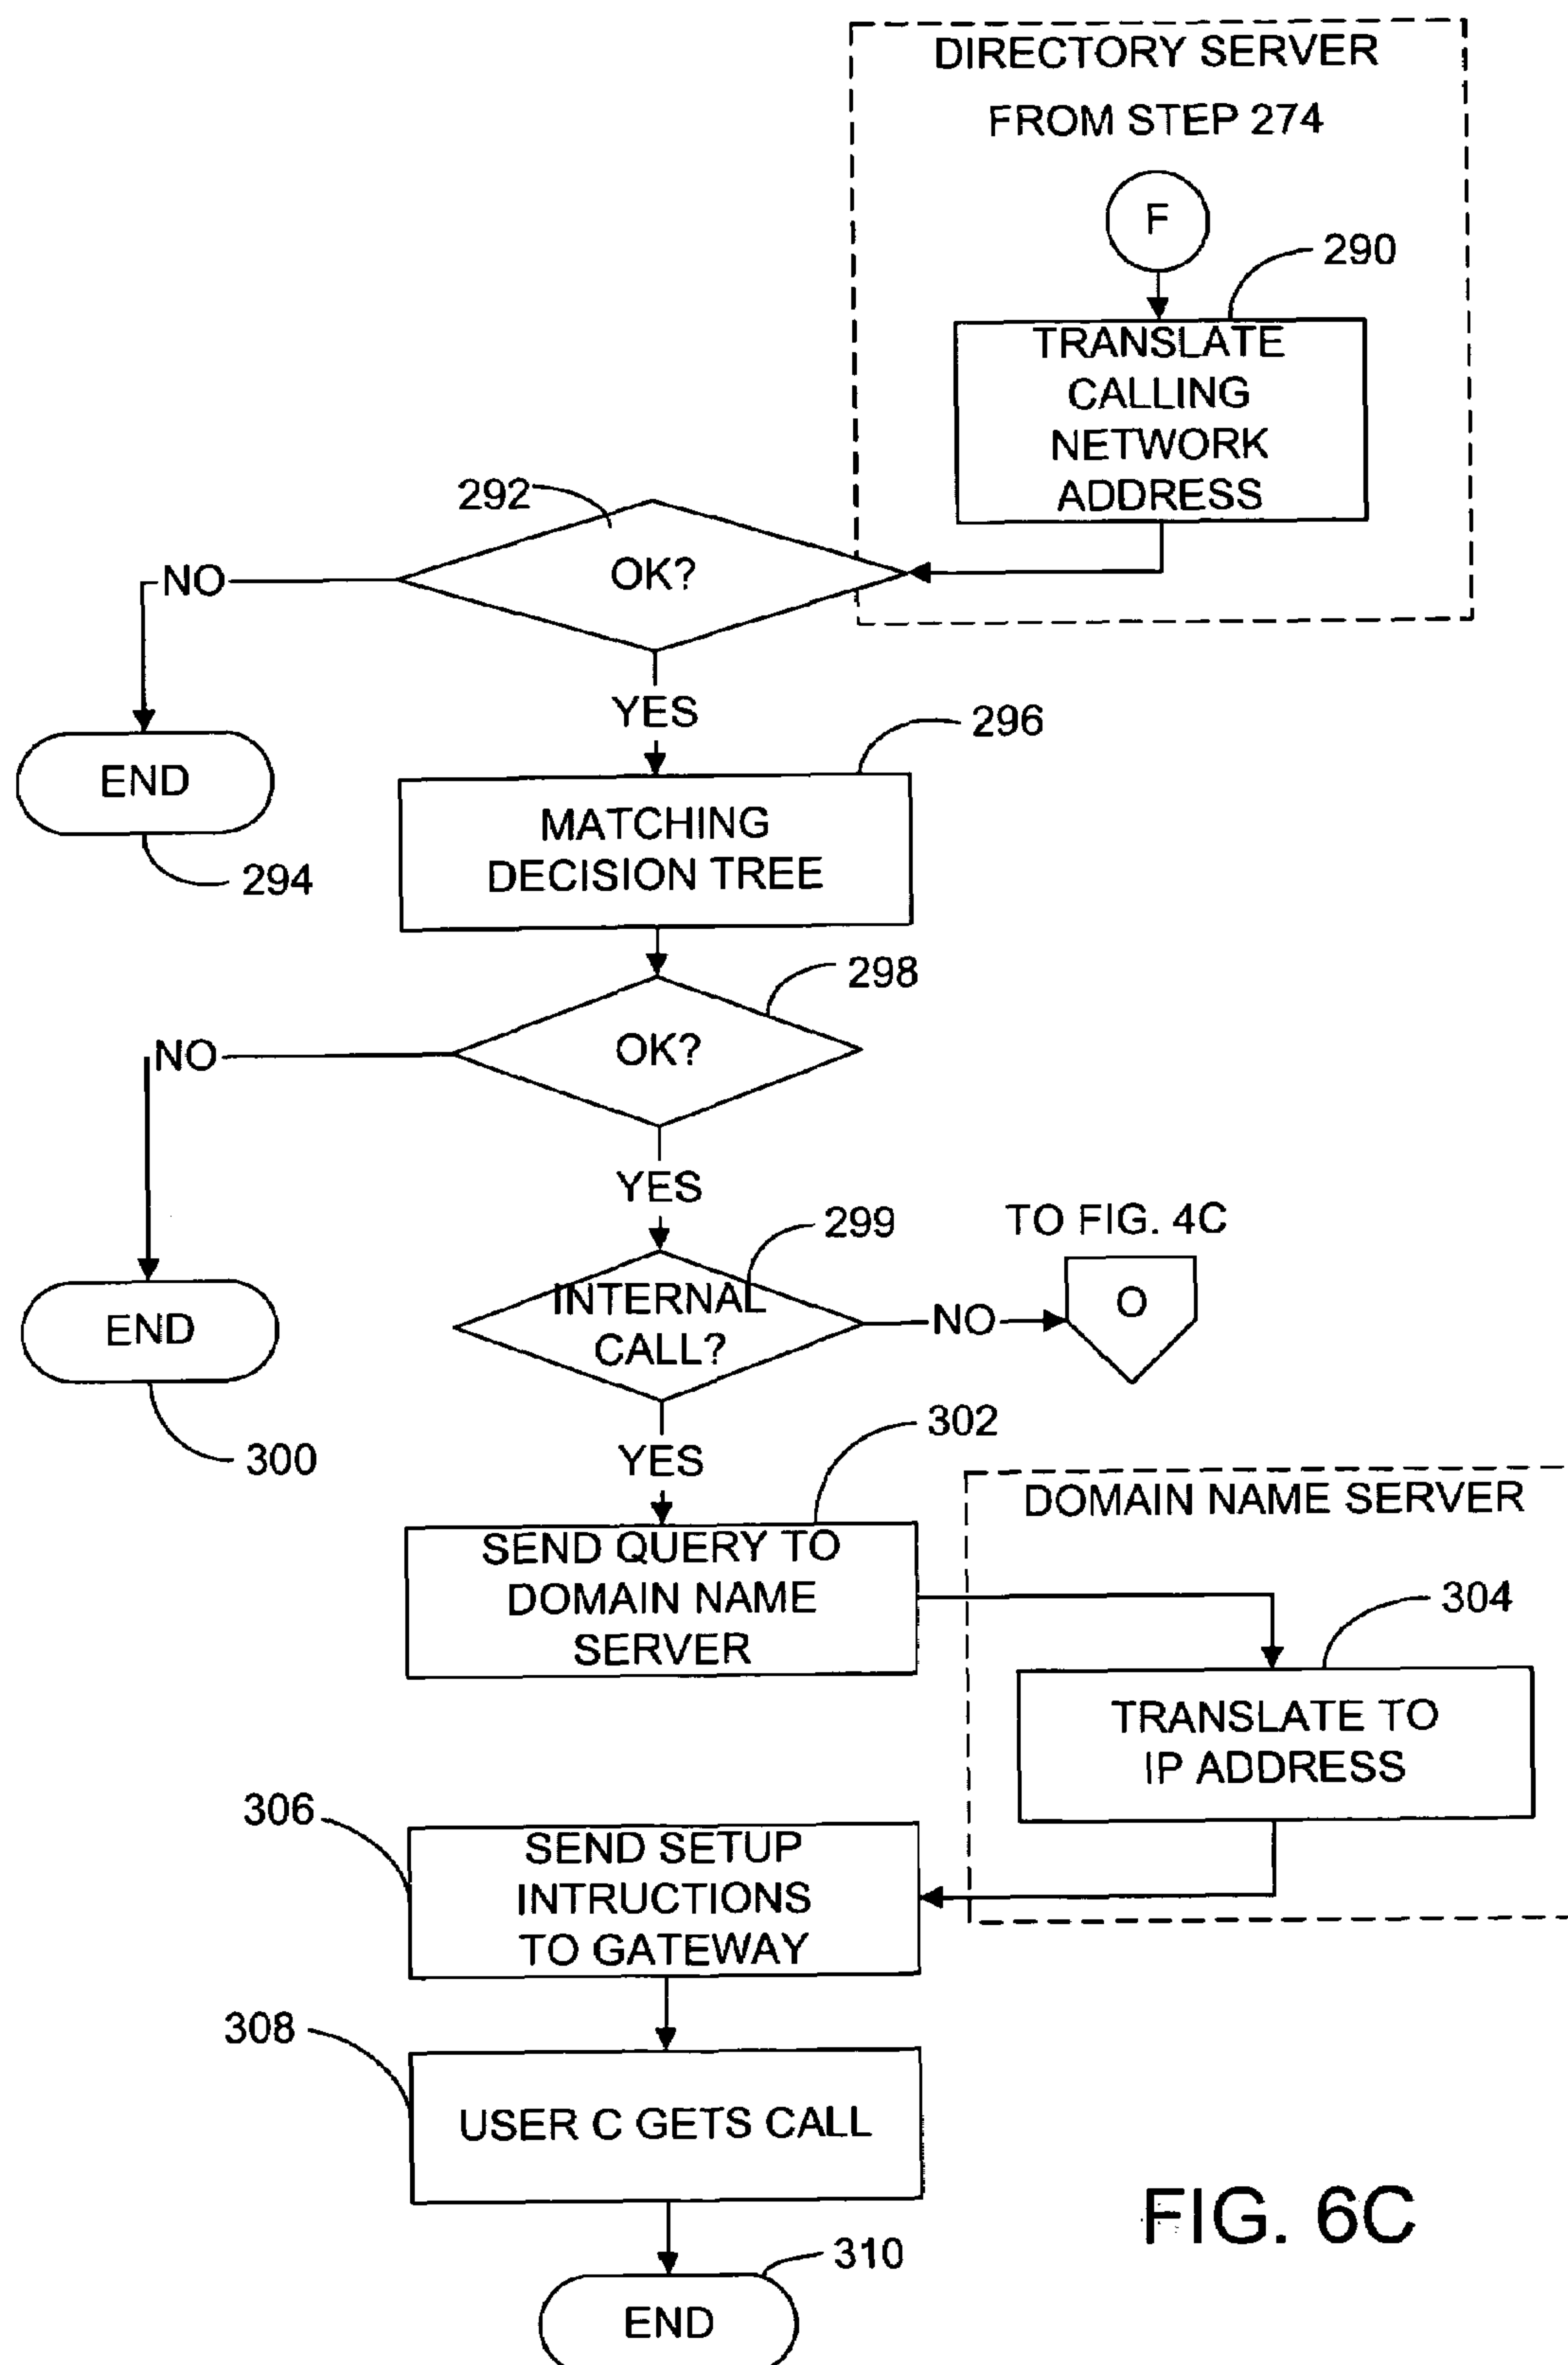 DIRECTORY SERVER
FROM STEP 274
F
290
TRANSLATE
CALLING
NETWORK
ADDRESS
292
OK?
NO
YES
END
294
296
MATCHING
DECISION TREE
298
OK?
NO
YES
END
300
299
INTERNAL
CALL?
NO
TO FIG. 4C
O
YES
302
SEND QUERY TO
DOMAIN NAME
SERVER
DOMAIN NAME SERVER
304
TRANSLATE TO
IP ADDRESS
306
SEND SETUP
INTRUCTIONS
TO GATEWAY
308
USER C GETS CALL
310
END
FIG. 6C